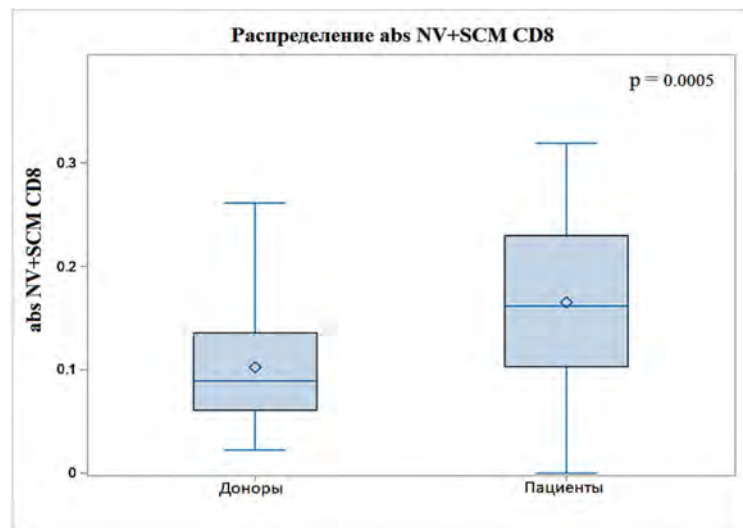 Распределение abs NV+SCM CD8
p = 0.0005
abs NV+SCM CD8
0.3
0.2
0.1
0
Доноры
Пациенты